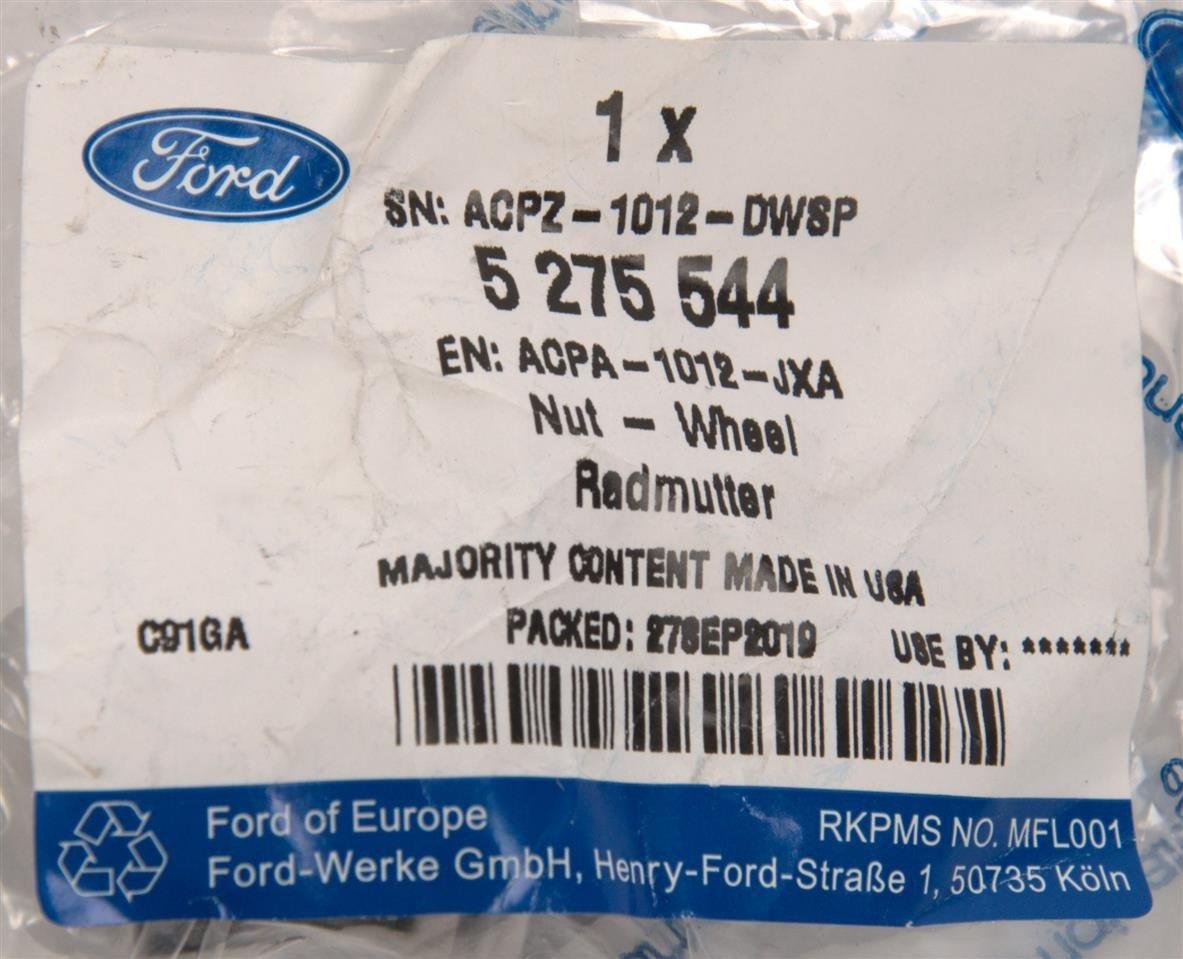 Ford
1 x
SN: ACPZ-1012-DWSP
5 275 544
EN: ACPA-1012-JXA
Nut - Wheel
Radmutter
MAJORITY CONTENT MADE IN USA
C91GA PACKED: 27SEP2019 USE BY: *******
Ford of Europe
RKPMS NO. MFL001
Ford-Werke GmbH, Henry-Ford-Straße 1, 50735 Köln